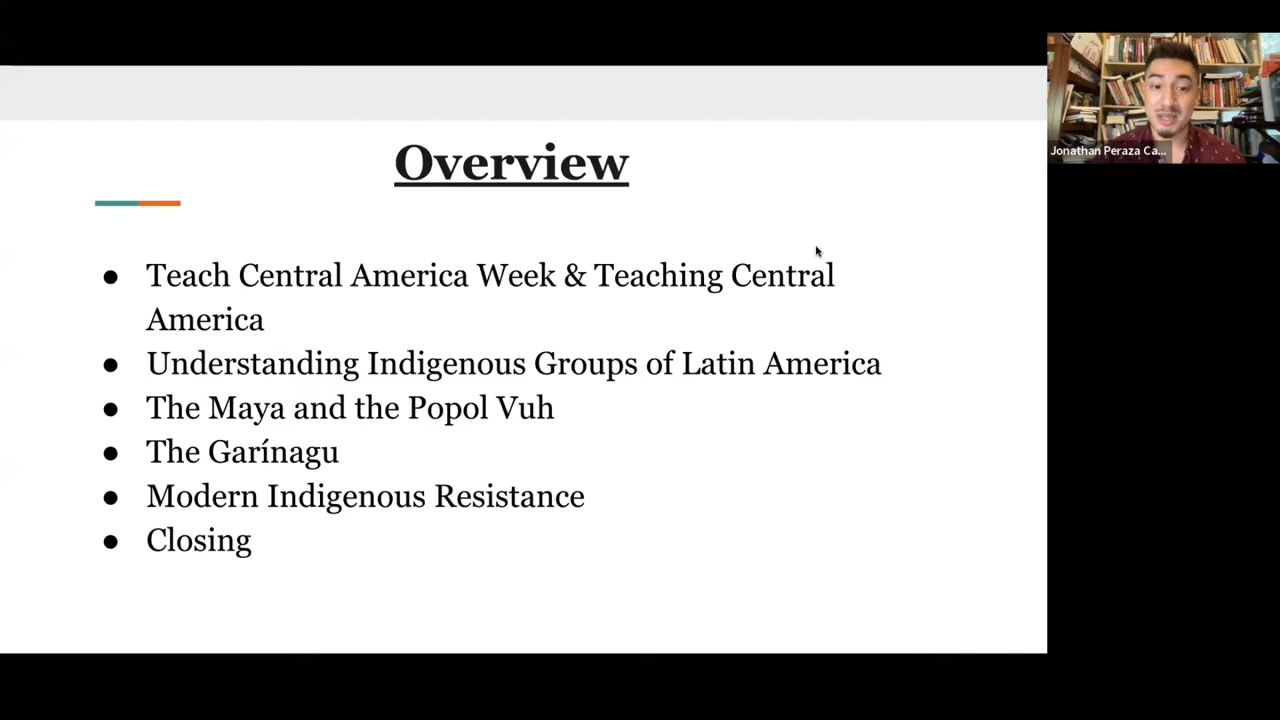 Overview
● Teach Central America Week & Teaching Central
America
● Understanding Indigenous Groups of Latin America
● The Maya and the Popol Vuh
● The Garínagu
● Modern Indigenous Resistance
● Closing
Jonathan Peraza Ca...